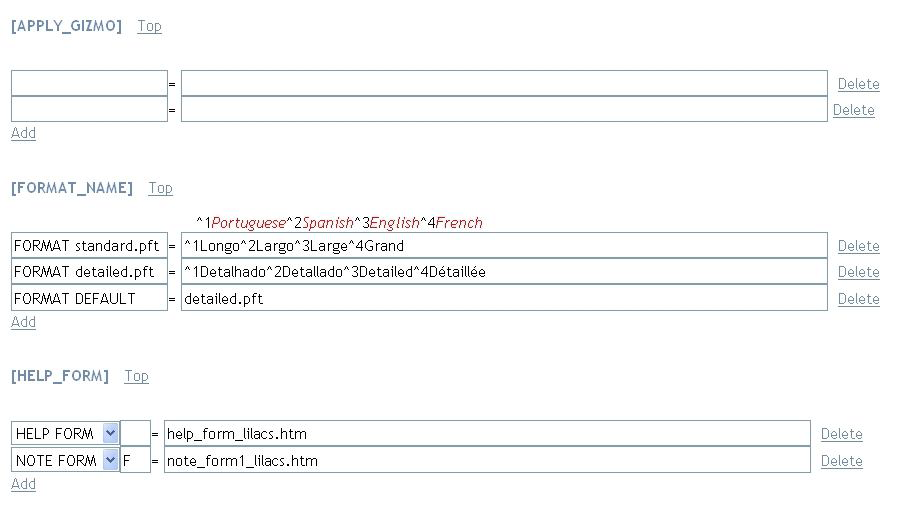 [APPLY_GIZMO] Top
= Delete
= Delete
Add
[FORMAT_NAME] Top
^1Portuguese^2Spanish^3English^4French
FORMAT standard.pft = ^1Longo^2Largo^3Large^4Grand Delete
FORMAT detailed.pft = ^1Detalhado^2Detallado^3Detailed^4Détaillée Delete
FORMAT DEFAULT = detailed.pft Delete
Add
[HELP_FORM] Top
HELP FORM = help_form_lilacs.htm Delete
NOTE FORM F = note_form1_lilacs.htm Delete
Add